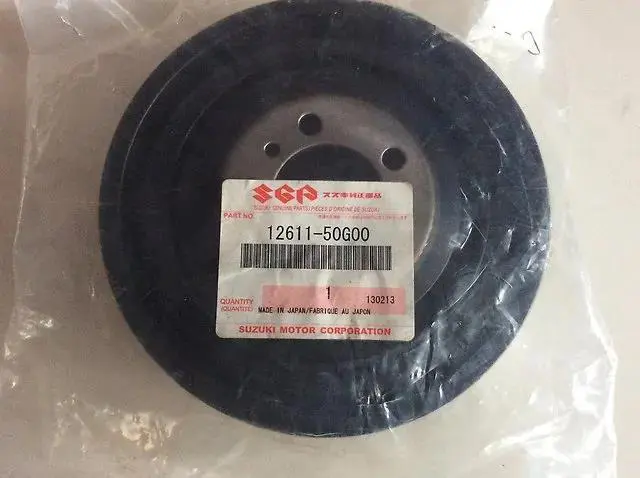 SGP スズキ純正部品
SUZUKI GENUINE PARTS / PIÈCES D'ORIGINE DE SUZUKI
PART NO.
12611-50G00
1
130213
QUANTITY
(QUANTITÉ)
MADE IN JAPAN/FABRIQUE AU JAPON
SUZUKI MOTOR CORPORATION